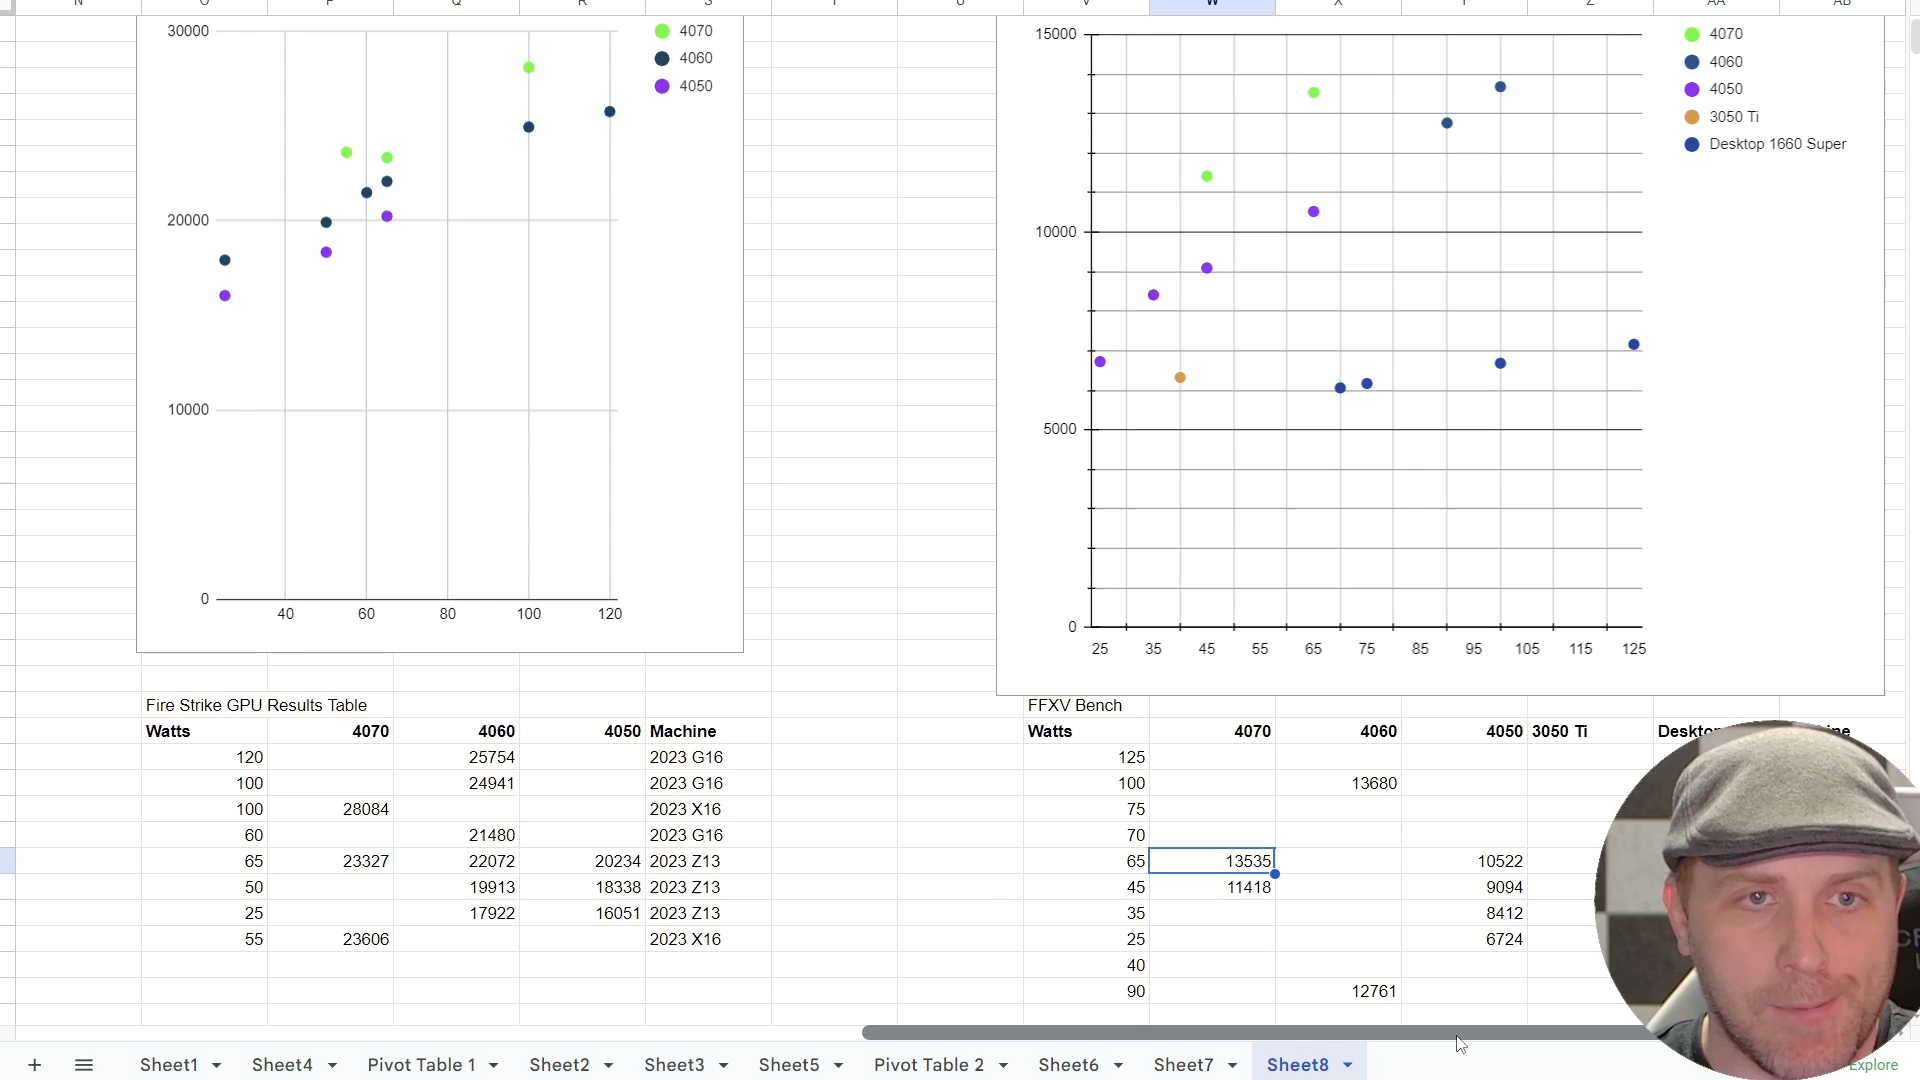 N O P Q R S T U V W X Y Z AA AB
30000
20000
10000
0
40 60 80 100 120
4070
4060
4050
15000
10000
5000
0
25 35 45 55 65 75 85 95 105 115 125
4070
4060
4050
3050 Ti
Desktop 1660 Super
Fire Strike GPU Results Table
Watts 4070 4060 4050 Machine
120 25754 2023 G16
100 24941 2023 G16
100 28084 2023 X16
60 21480 2023 G16
65 23327 22072 20234 2023 Z13
50 19913 18338 2023 Z13
25 17922 16051 2023 Z13
55 23606 2023 X16
FFXV Bench
Watts 4070 4060 4050 3050 Ti
125
100 13680
75
70
65 13535 10522
45 11418 9094
35 8412
25 6724
40
90 12761
+ Sheet1 Sheet4 Pivot Table 1 Sheet2 Sheet3 Sheet5 Pivot Table 2 Sheet6 Sheet7 Sheet8 Explore